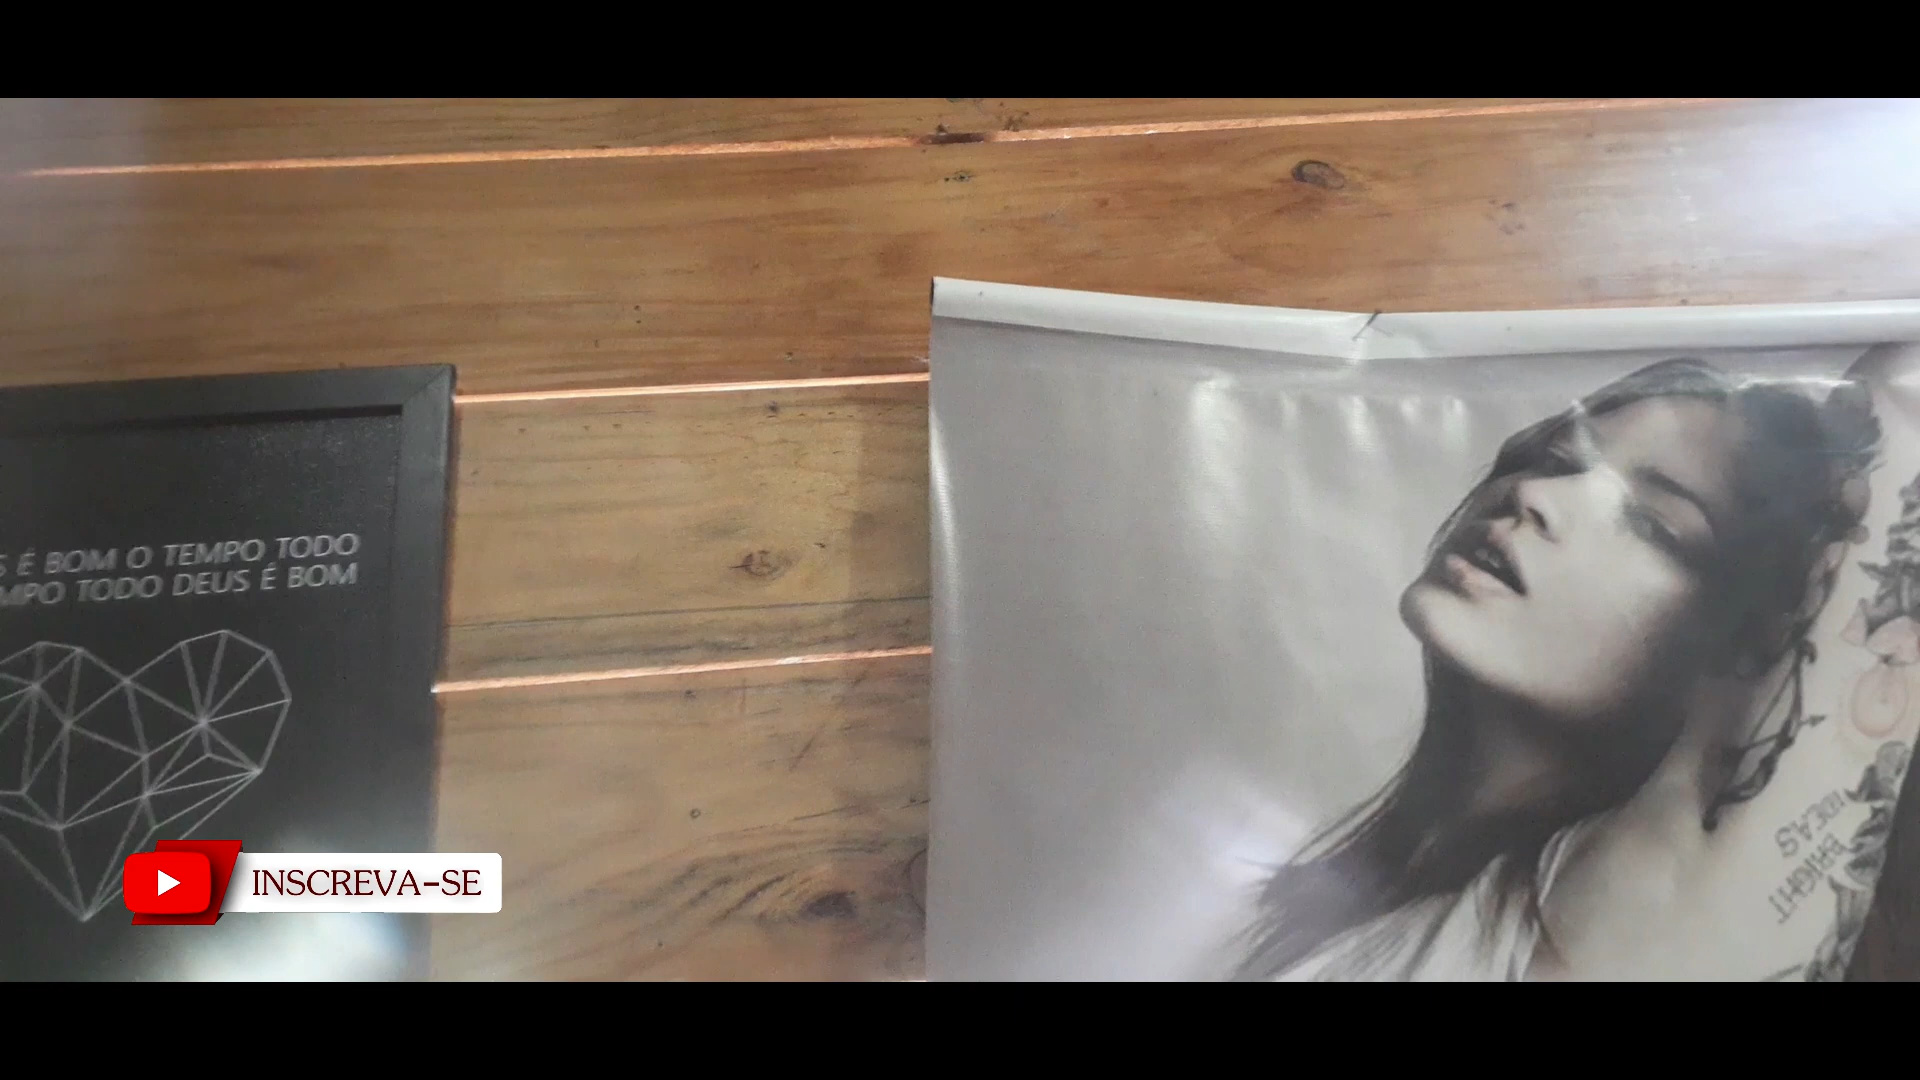 S É BOM O TEMPO TODO
MPO TODO DEUS É BOM
INSCREVA-SE
BRIGHT
IDEAS